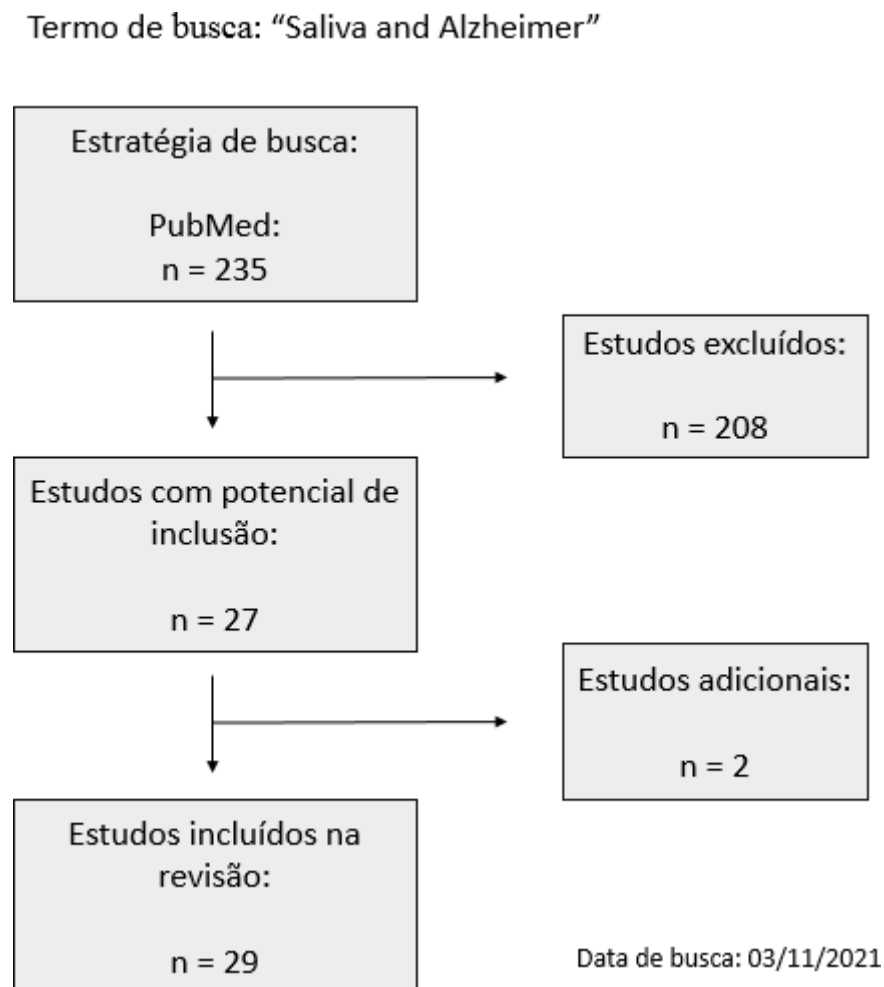 Termo de busca: “Saliva and Alzheimer”
Estratégia de busca:
PubMed:
n = 235
Estudos excluídos:
n = 208
Estudos com potencial de
inclusão:
n = 27
Estudos adicionais:
n = 2
Estudos incluídos na
revisão:
n = 29
Data de busca: 03/11/2021